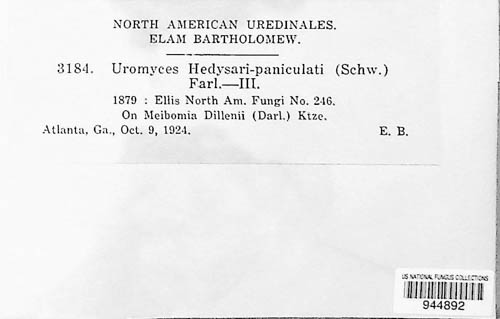 NORTH AMERICAN UREDINALES.
ELAM BARTHOLOMEW.
3184. Uromyces Hedysari-paniculati (Schw.)
Farl.—III.
1879 : Ellis North Am. Fungi No. 246.
On Meibomia Dillenii (Darl.) Ktze.
Atlanta, Ga., Oct. 9, 1924. E. B.
US NATIONAL FUNGUS COLLECTIONS
944892